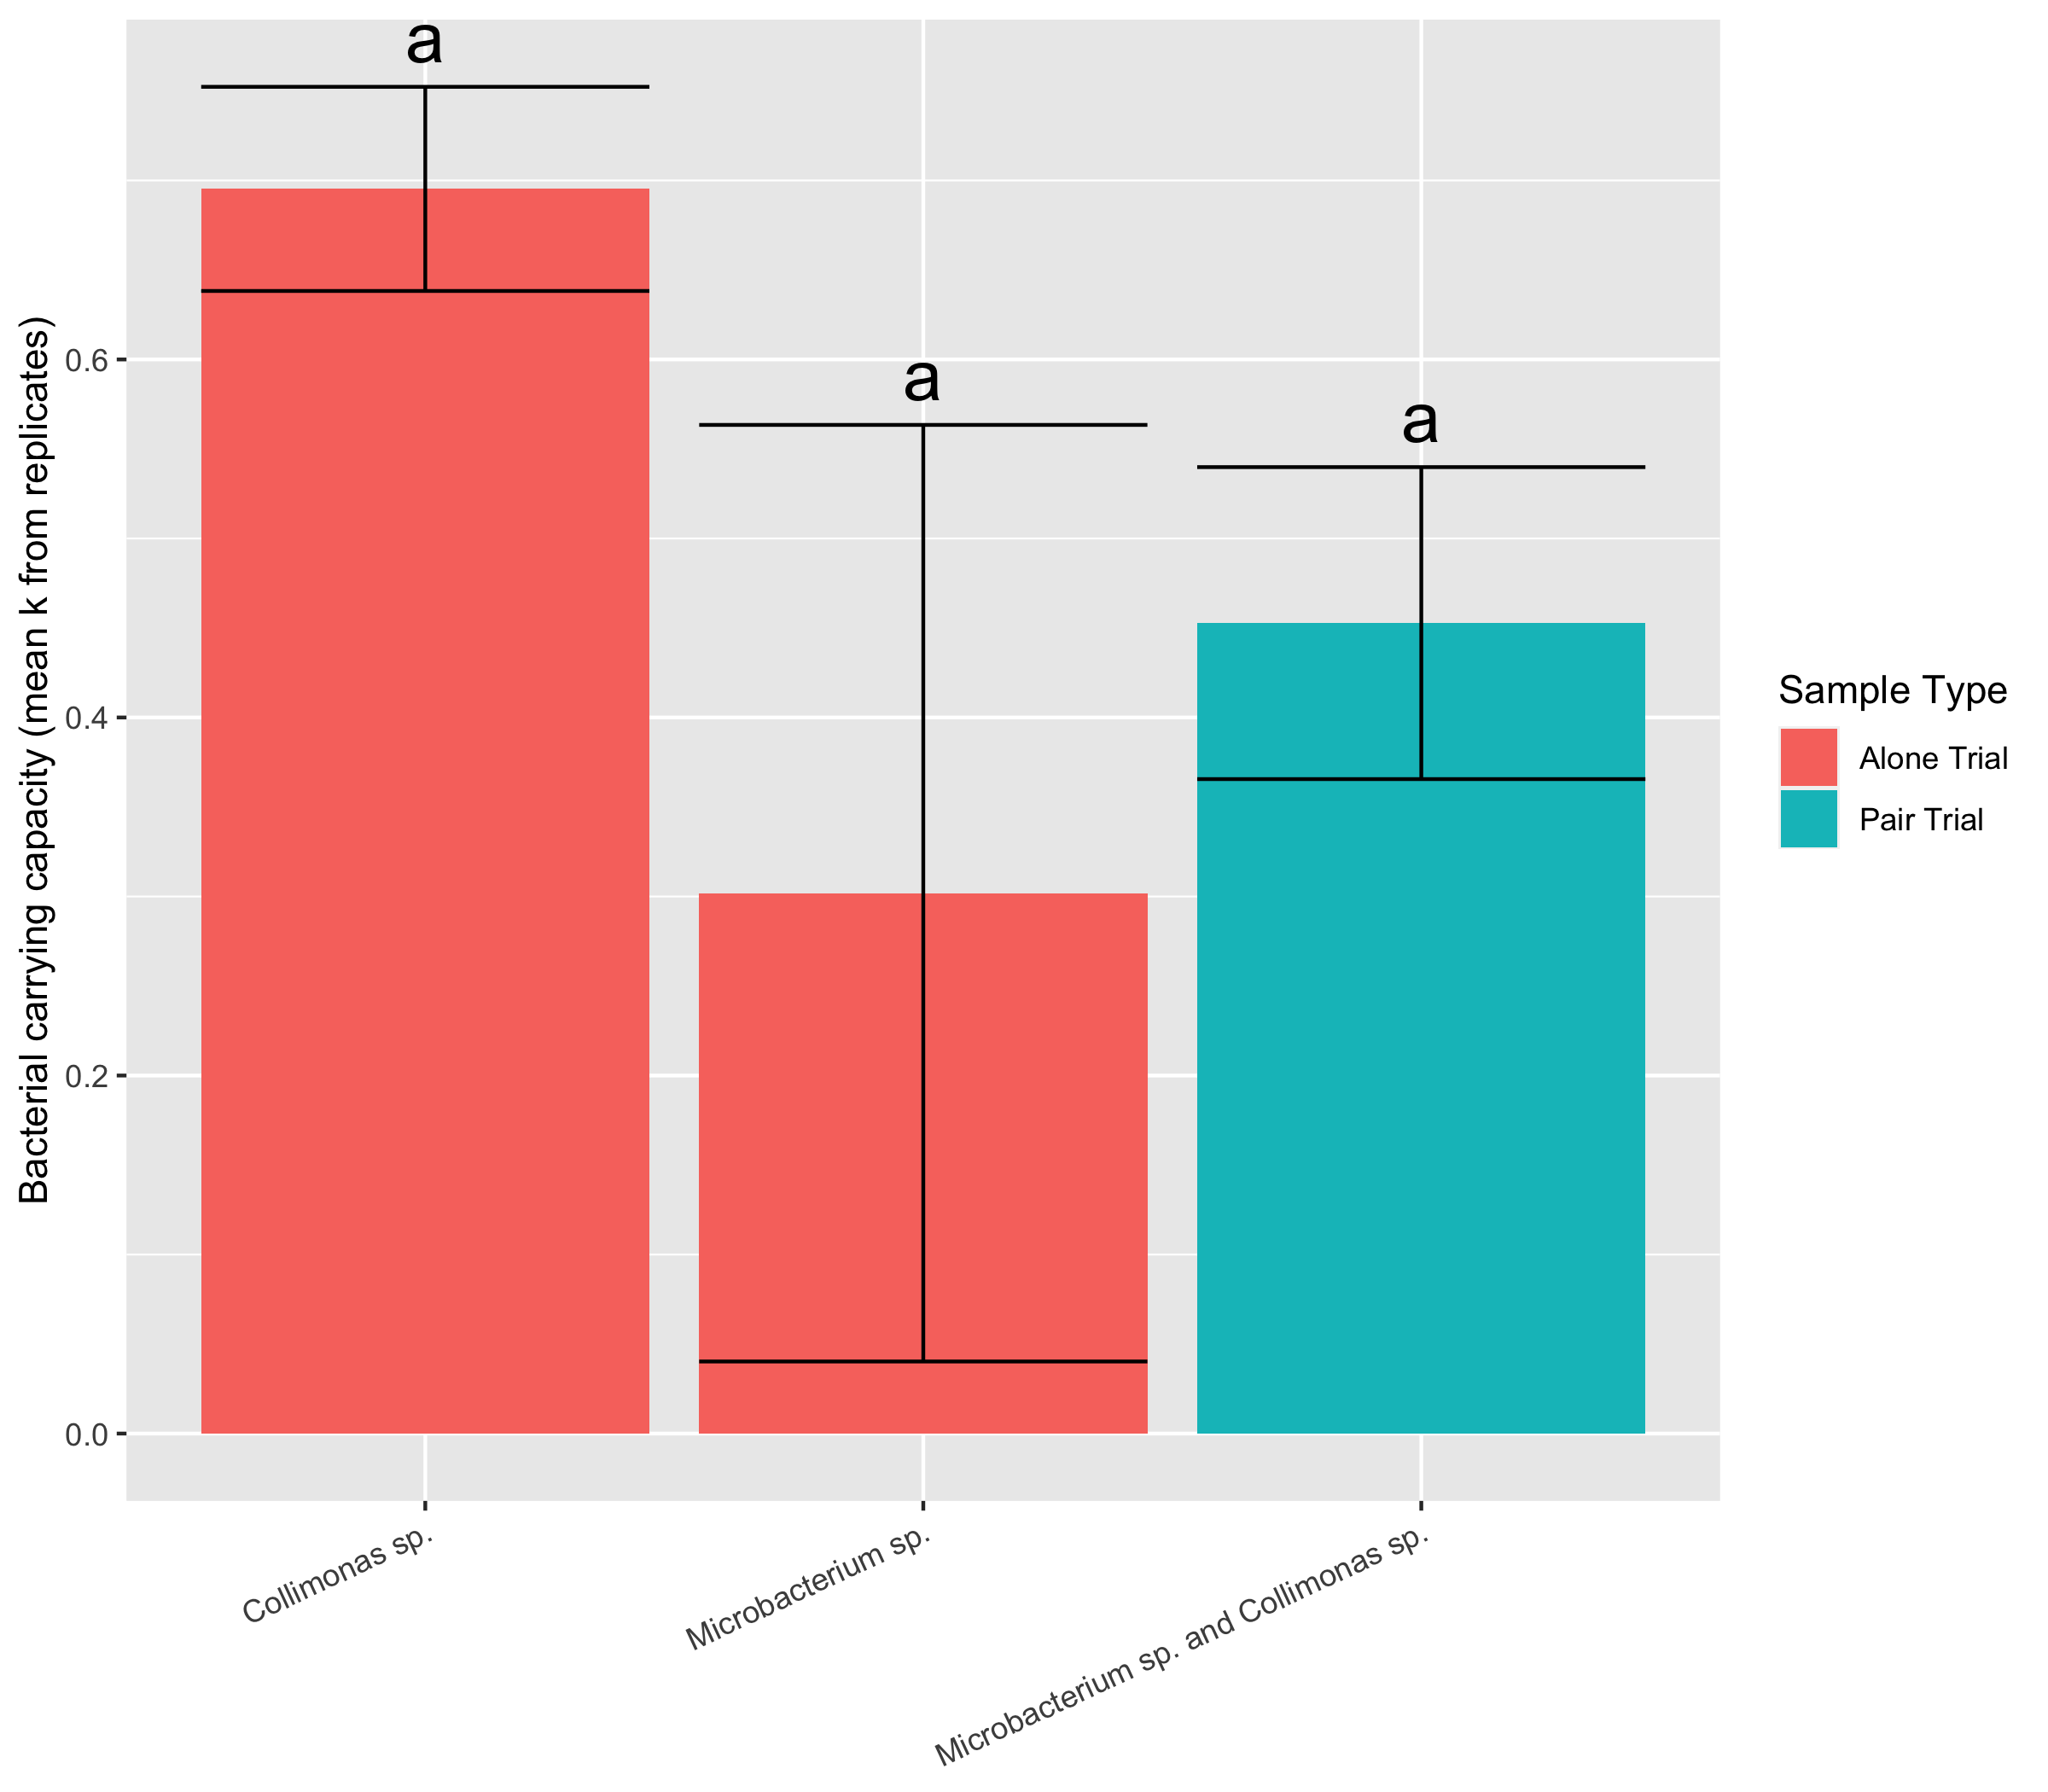 a
a
a
Bacterial carrying capacity (mean k from replicates)
0.6
0.4
0.2
0.0
Collimonas sp.
Microbacterium sp.
Microbacterium sp. and Collimonas sp.
Sample Type
Alone Trial
Pair Trial